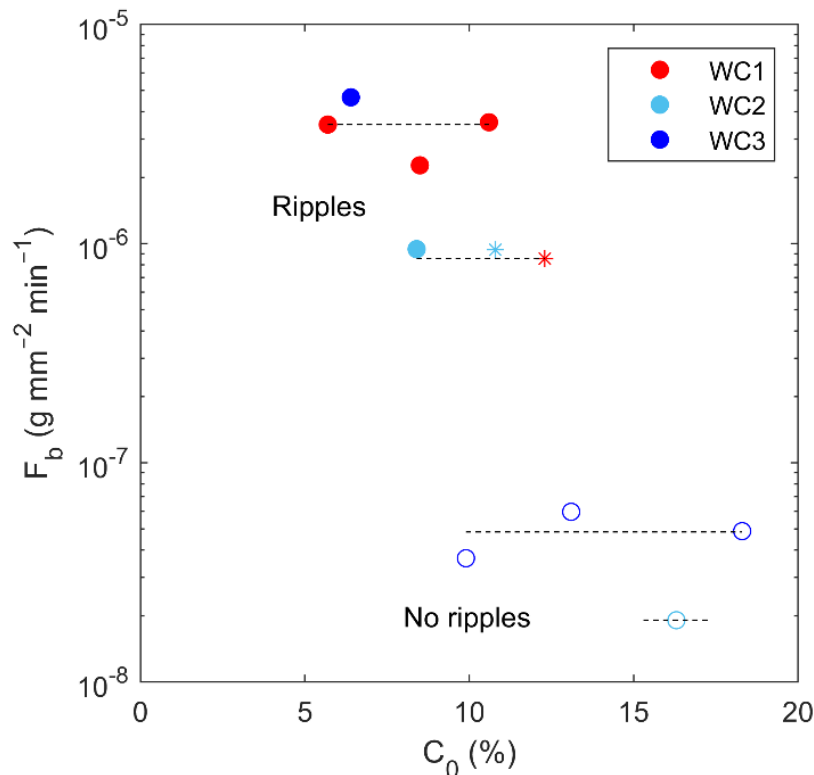 10⁻⁵
WC1
WC2
WC3
Ripples
10⁻⁶
F_b (g mm⁻² min⁻¹)
10⁻⁷
No ripples
10⁻⁸
0 5 10 15 20
C₀ (%)